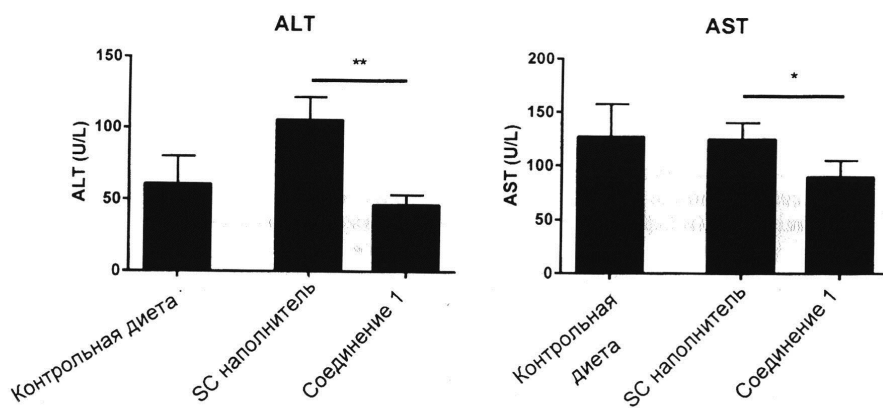 ALT
**
ALT (U/L)
150
100
50
0
Контрольная диета
SC наполнитель
Соединение 1
AST
*
AST (U/L)
200
150
100
50
0
Контрольная
диета
SC наполнитель
Соединение 1